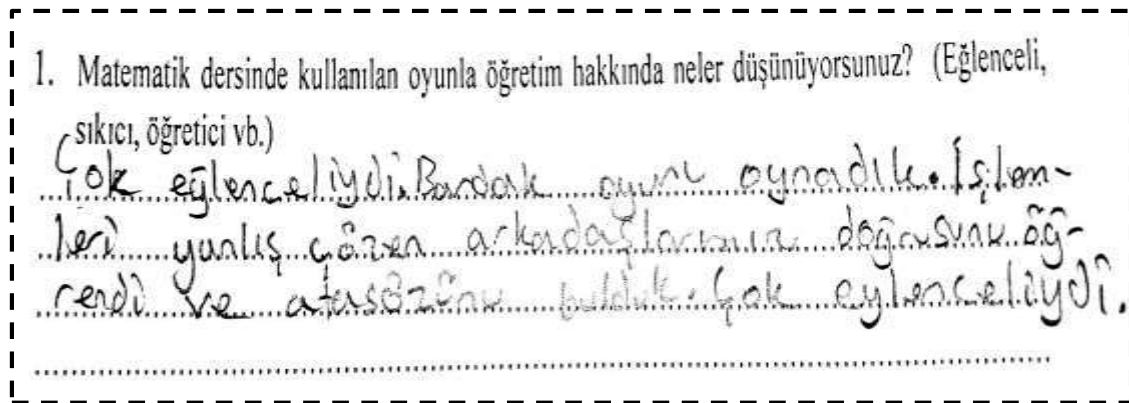 1. Matematik dersinde kullanılan oyunla öğretim hakkında neler düşünüyorsunuz? (Eğlenceli,
sıkıcı, öğretici vb.)
Çok eğlenceliydi. Bardak oyunu oynadık. İşlem-
leri yanlış çözen arkadaşlarımız doğrusunu öğ-
rendi ve atasözünü bulduk. Çok eylenceliydi.